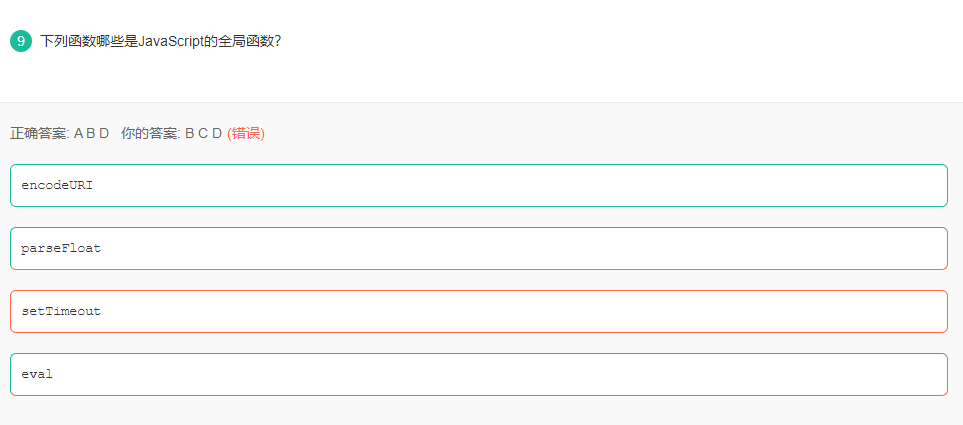 9 下列函数哪些是JavaScript的全局函数?
正确答案: A B D 你的答案: B C D (错误)
encodeURI
parseFloat
setTimeout
eval